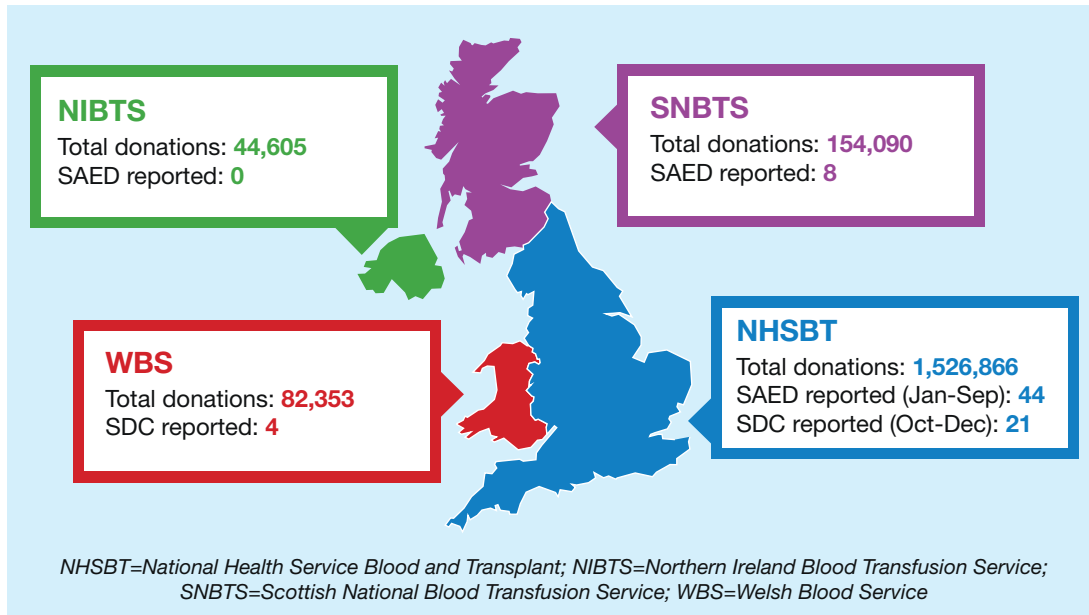 NIBTS
Total donations: 44,605
SAED reported: 0
SNBTS
Total donations: 154,090
SAED reported: 8
WBS
Total donations: 82,353
SDC reported: 4
NHSBT
Total donations: 1,526,866
SAED reported (Jan-Sep): 44
SDC reported (Oct-Dec): 21
NHSBT=National Health Service Blood and Transplant; NIBTS=Northern Ireland Blood Transfusion Service;
SNBTS=Scottish National Blood Transfusion Service; WBS=Welsh Blood Service